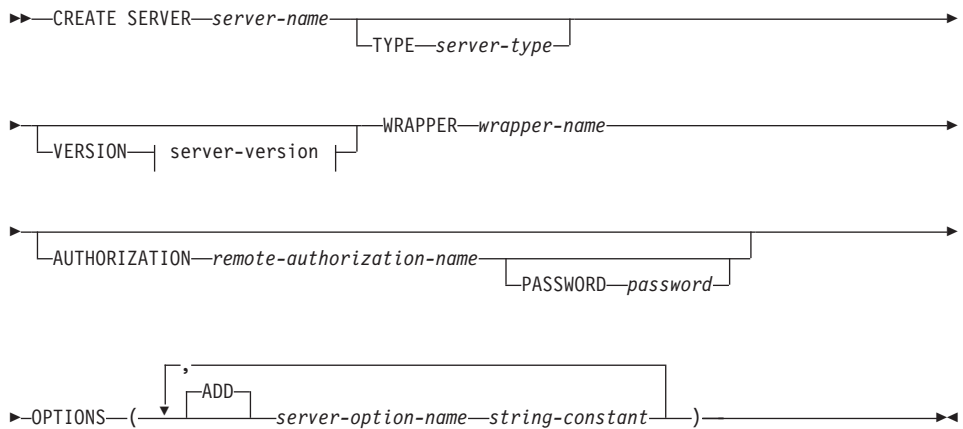 CREATE SERVER server-name
TYPE server-type
VERSION server-version WRAPPER wrapper-name
AUTHORIZATION remote-authorization-name
PASSWORD password
,
ADD
OPTIONS ( server-option-name string-constant )